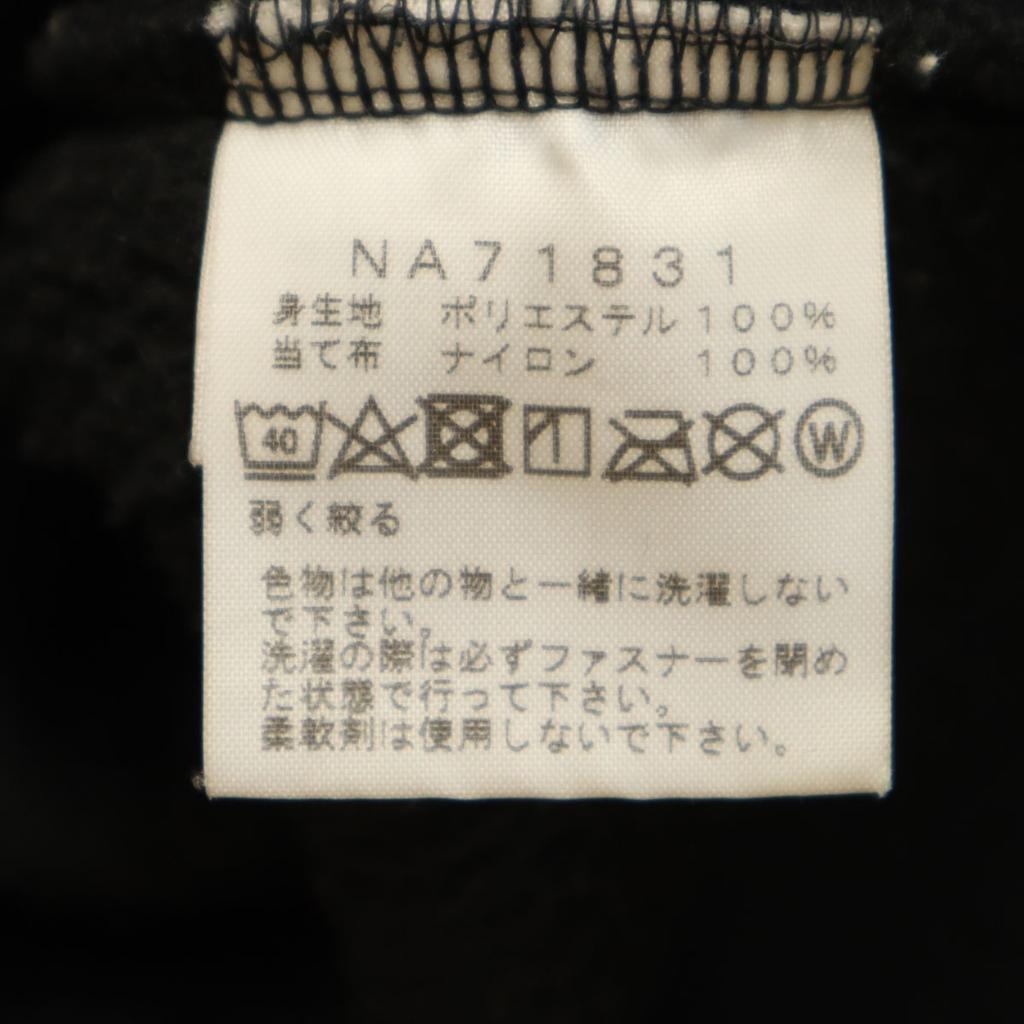 NA71831
身生地 ポリエステル 100%
当て布 ナイロン 100%
40 W
弱く絞る
色物は他の物と一緒に洗濯しない
で下さい。
洗濯の際は必ずファスナーを閉め
た状態で行って下さい。
柔軟剤は使用しないで下さい。